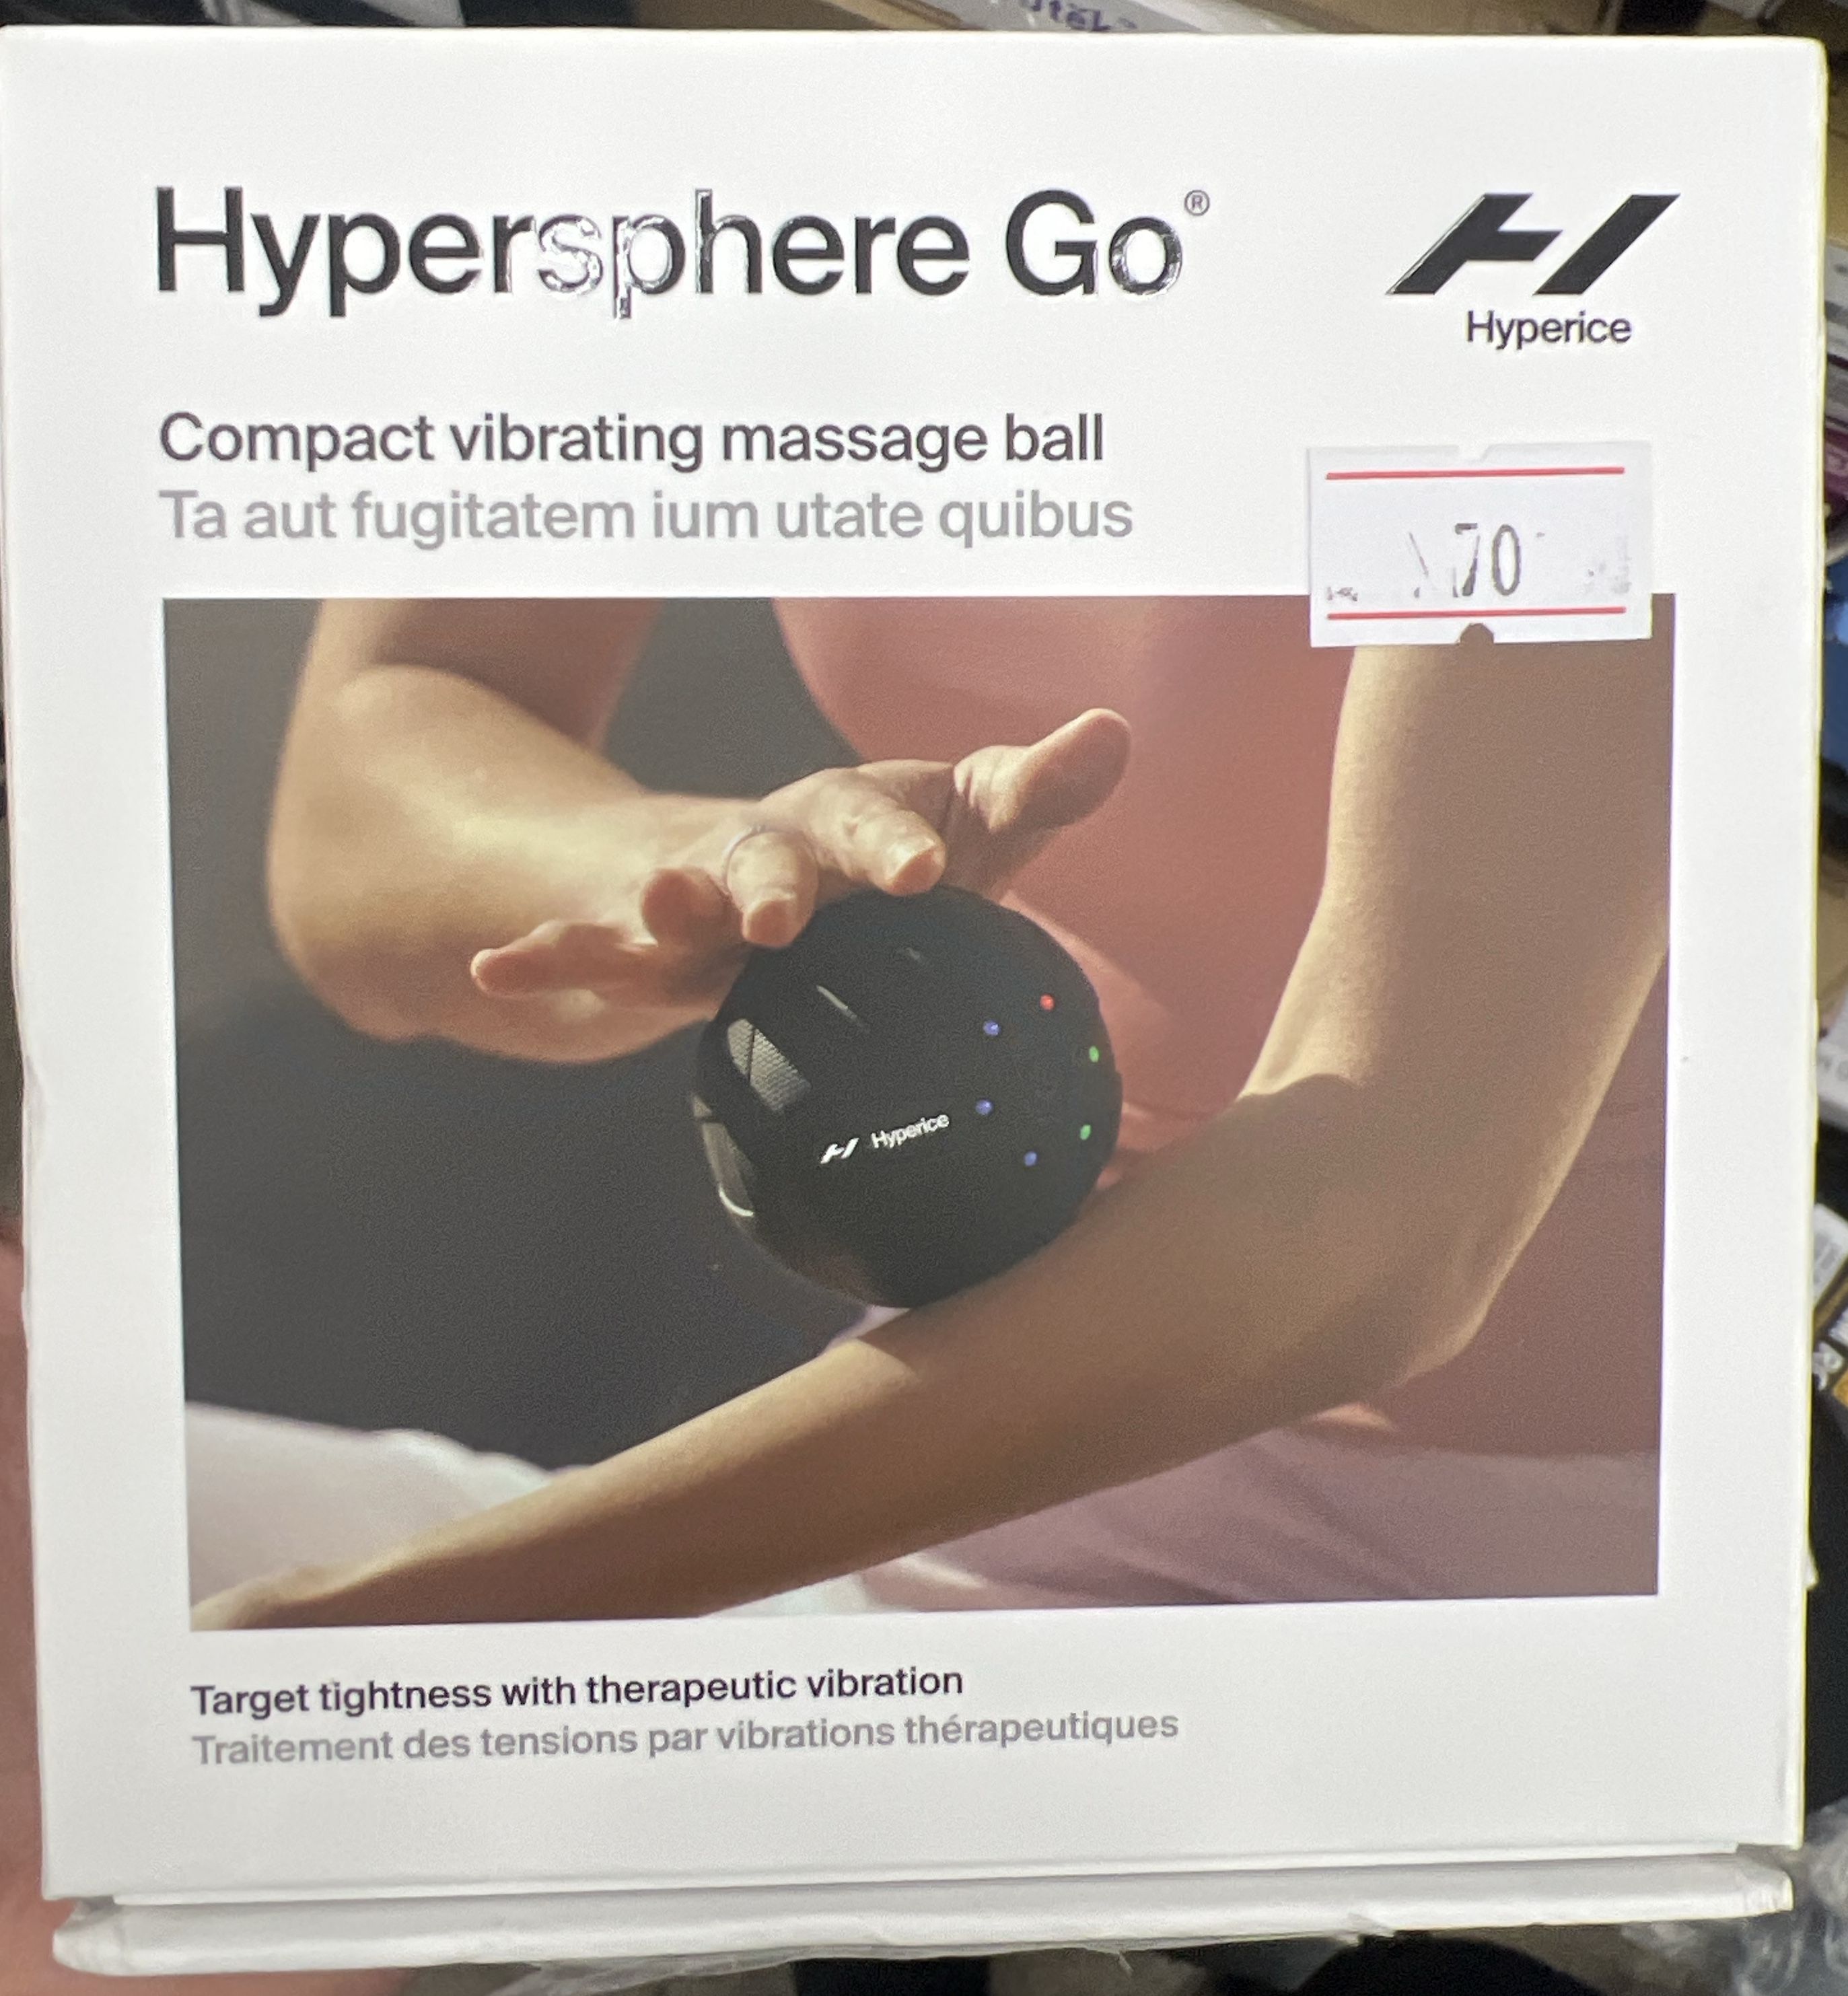 Hypersphere Go®
Hyperice
Compact vibrating massage ball
Ta aut fugitatem ium utate quibus
70
Hyperice
Target tightness with therapeutic vibration
Traitement des tensions par vibrations thérapeutiques